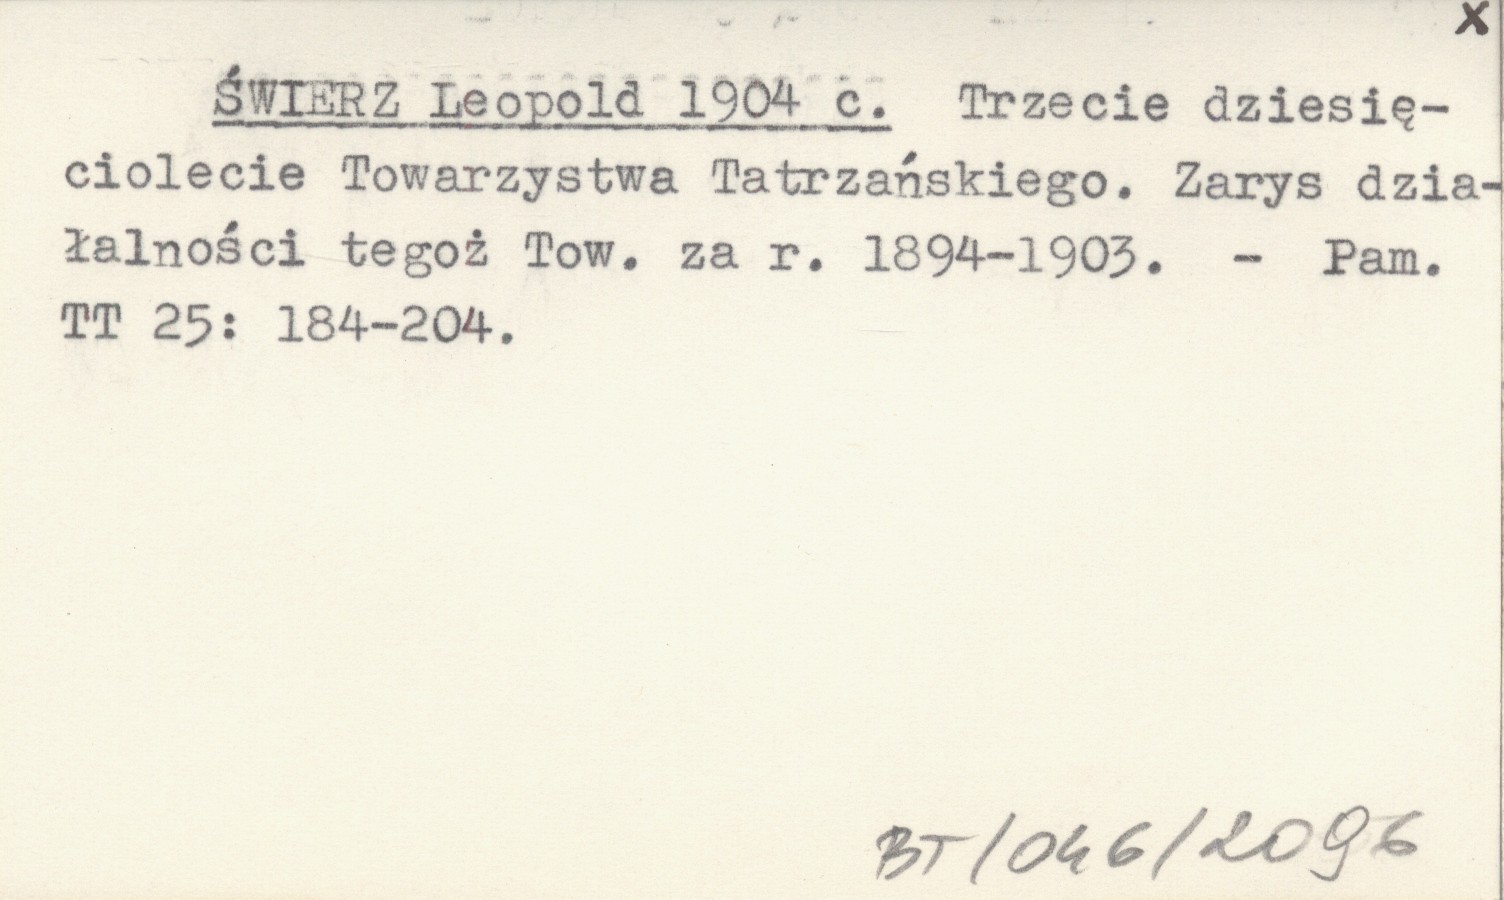 x
ŚWIERZ Leopold 1904 c. Trzecie dziesię-
ciolecie Towarzystwa Tatrzańskiego. Zarys dzia-
łalności tegoż Tow. za r. 1894-1903. - Pam.
TT 25: 184-204.
BT/046/2096